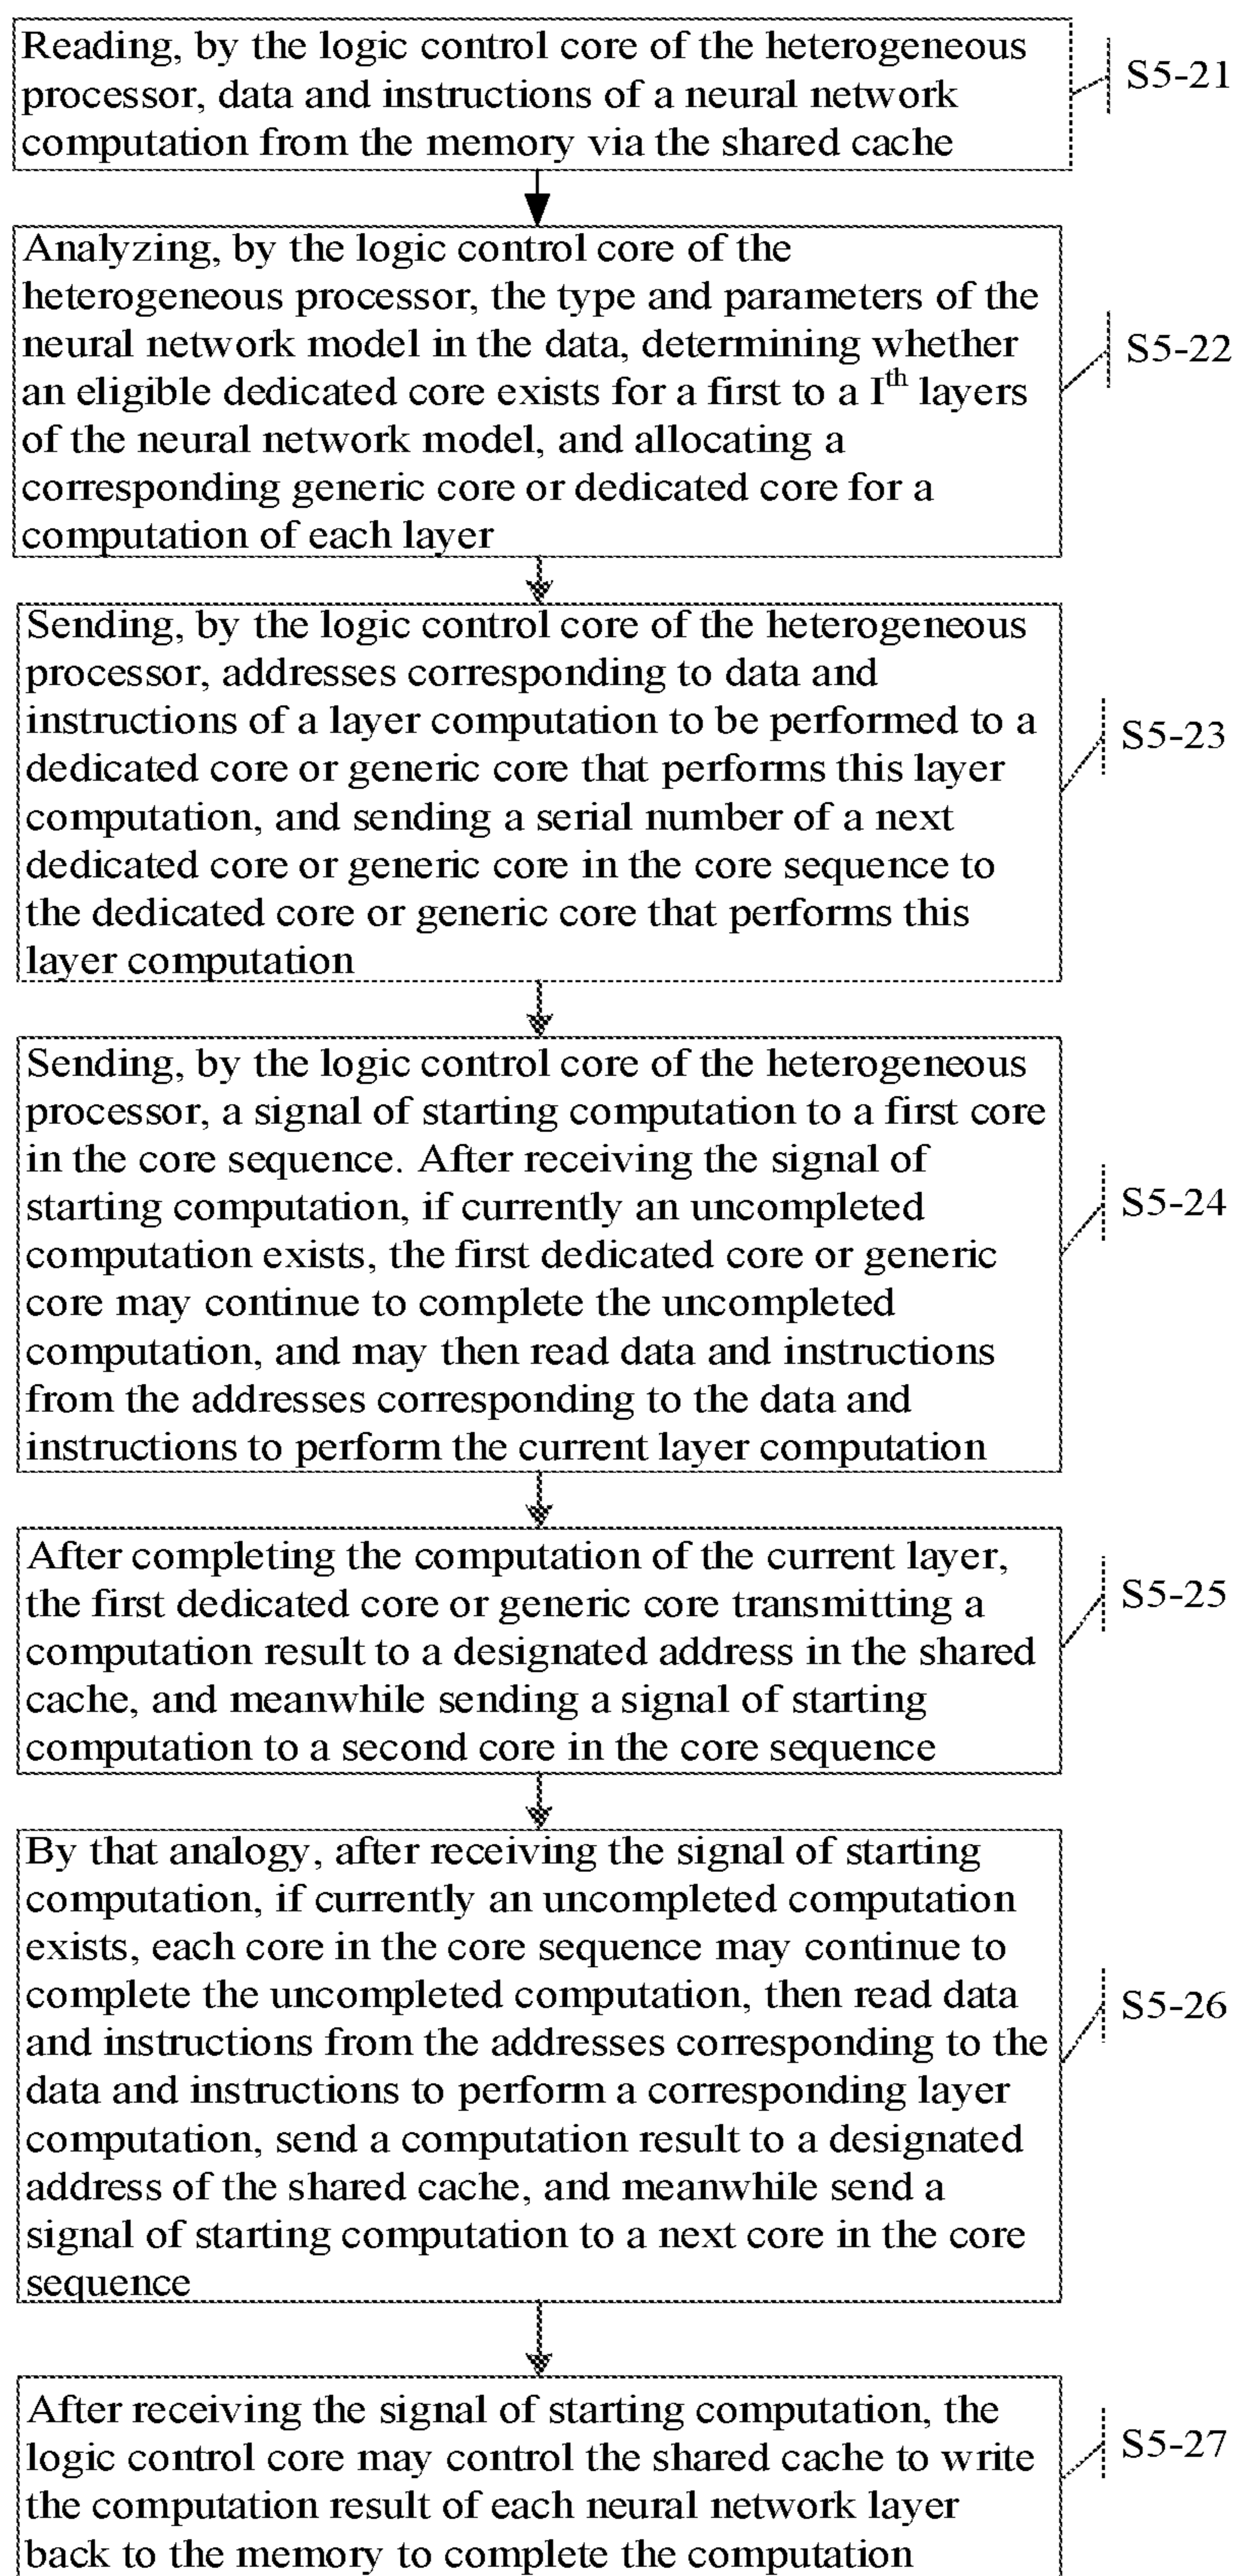 Reading, by the logic control core of the heterogeneous
processor, data and instructions of a neural network
computation from the memory via the shared cache
S5-21
Analyzing, by the logic control core of the
heterogeneous processor, the type and parameters of the
neural network model in the data, determining whether
an eligible dedicated core exists for a first to a Iᵗʰ layers
of the neural network model, and allocating a
corresponding generic core or dedicated core for a
computation of each layer
S5-22
Sending, by the logic control core of the heterogeneous
processor, addresses corresponding to data and
instructions of a layer computation to be performed to a
dedicated core or generic core that performs this layer
computation, and sending a serial number of a next
dedicated core or generic core in the core sequence to
the dedicated core or generic core that performs this
layer computation
S5-23
Sending, by the logic control core of the heterogeneous
processor, a signal of starting computation to a first core
in the core sequence. After receiving the signal of
starting computation, if currently an uncompleted
computation exists, the first dedicated core or generic
core may continue to complete the uncompleted
computation, and may then read data and instructions
from the addresses corresponding to the data and
instructions to perform the current layer computation
S5-24
After completing the computation of the current layer,
the first dedicated core or generic core transmitting a
computation result to a designated address in the shared
cache, and meanwhile sending a signal of starting
computation to a second core in the core sequence
S5-25
By that analogy, after receiving the signal of starting
computation, if currently an uncompleted computation
exists, each core in the core sequence may continue to
complete the uncompleted computation, then read data
and instructions from the addresses corresponding to the
data and instructions to perform a corresponding layer
computation, send a computation result to a designated
address of the shared cache, and meanwhile send a
signal of starting computation to a next core in the core
sequence
S5-26
After receiving the signal of starting computation, the
logic control core may control the shared cache to write
the computation result of each neural network layer
back to the memory to complete the computation
S5-27